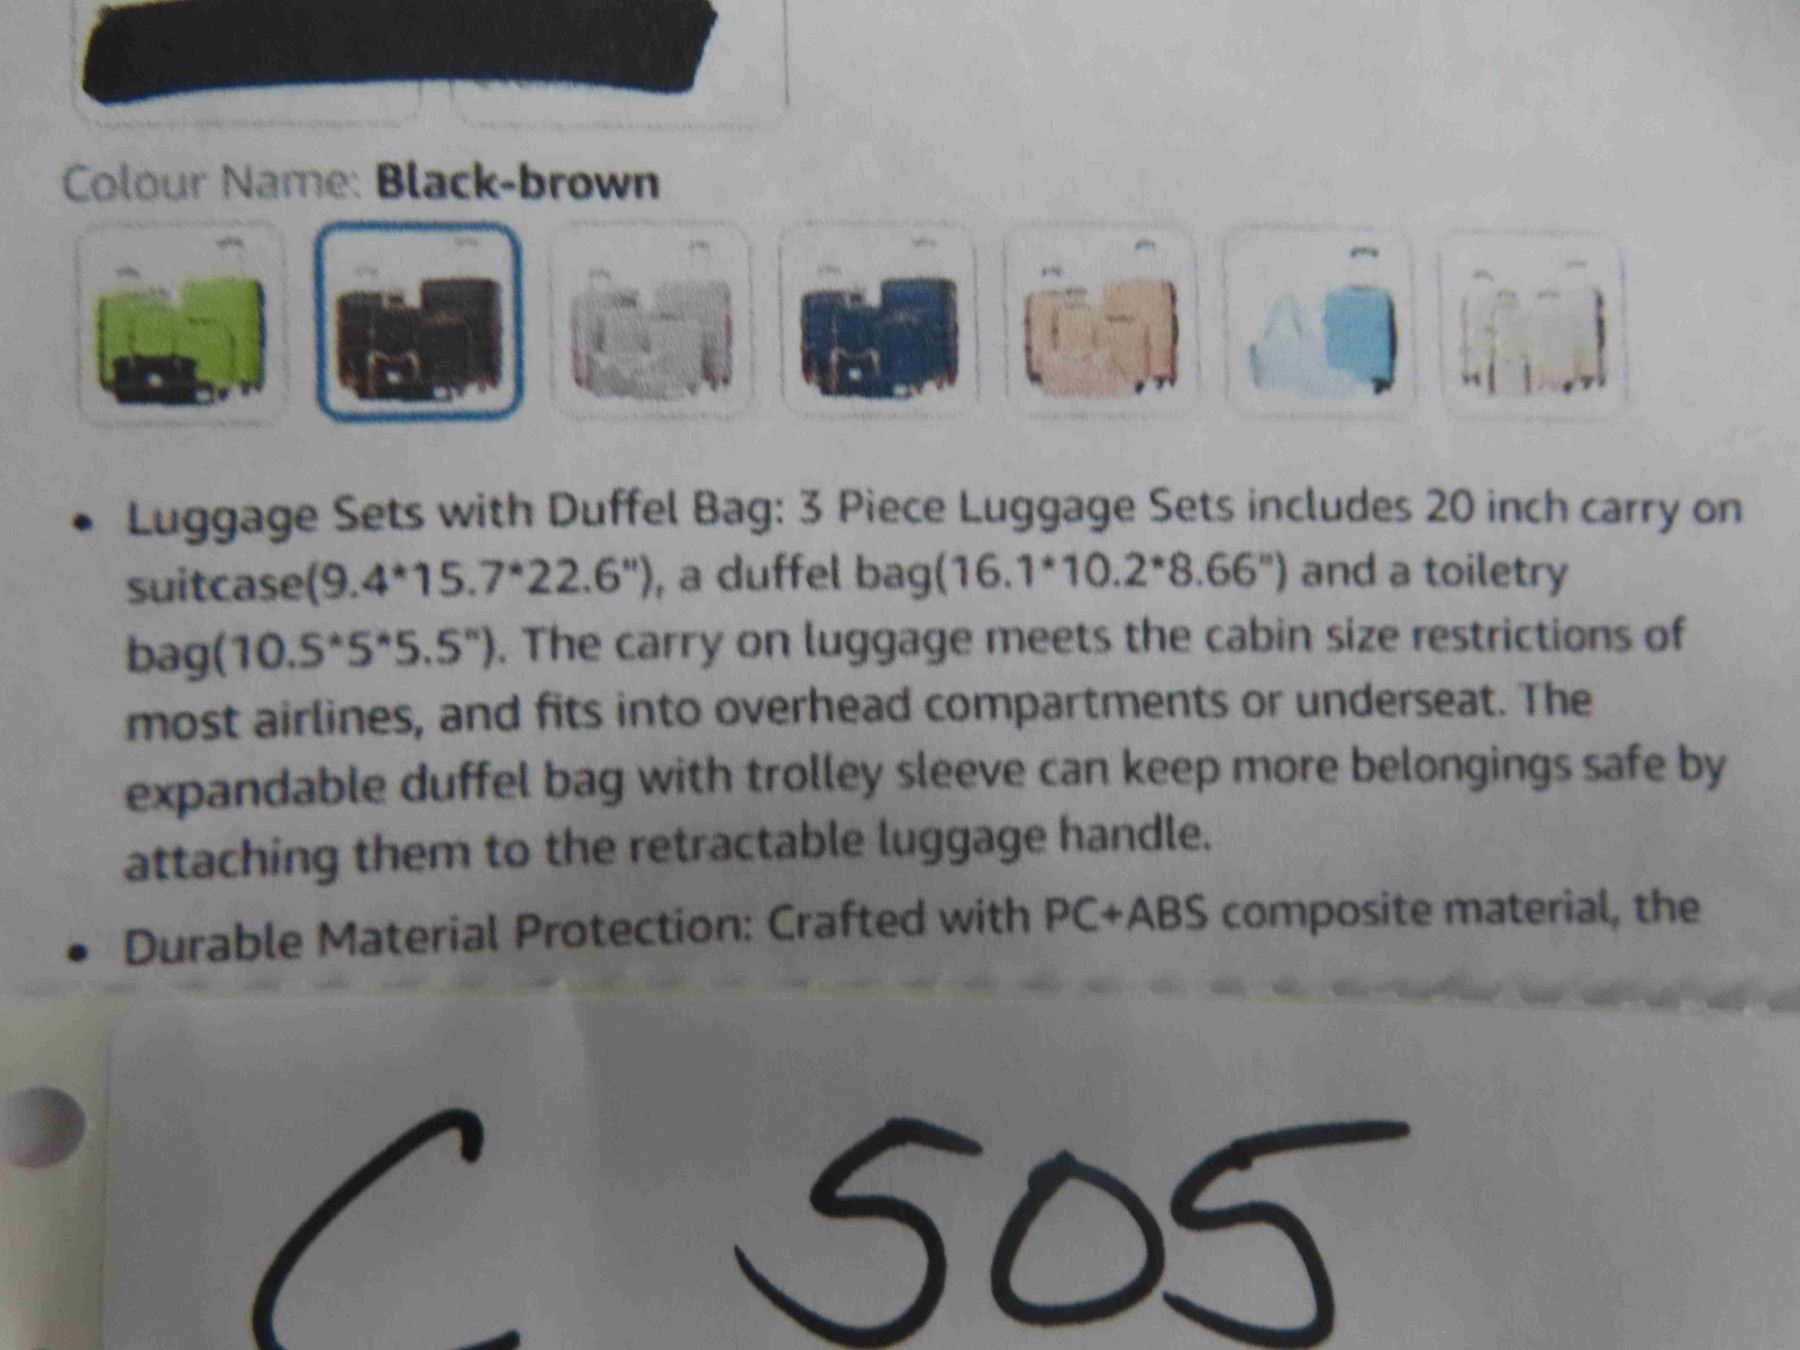 Colour Name: Black-brown
• Luggage Sets with Duffel Bag: 3 Piece Luggage Sets includes 20 inch carry on
suitcase(9.4*15.7*22.6"), a duffel bag(16.1*10.2*8.66") and a toiletry
bag(10.5*5*5.5"). The carry on luggage meets the cabin size restrictions of
most airlines, and fits into overhead compartments or underseat. The
expandable duffel bag with trolley sleeve can keep more belongings safe by
attaching them to the retractable luggage handle.
• Durable Material Protection: Crafted with PC+ABS composite material, the
C 505